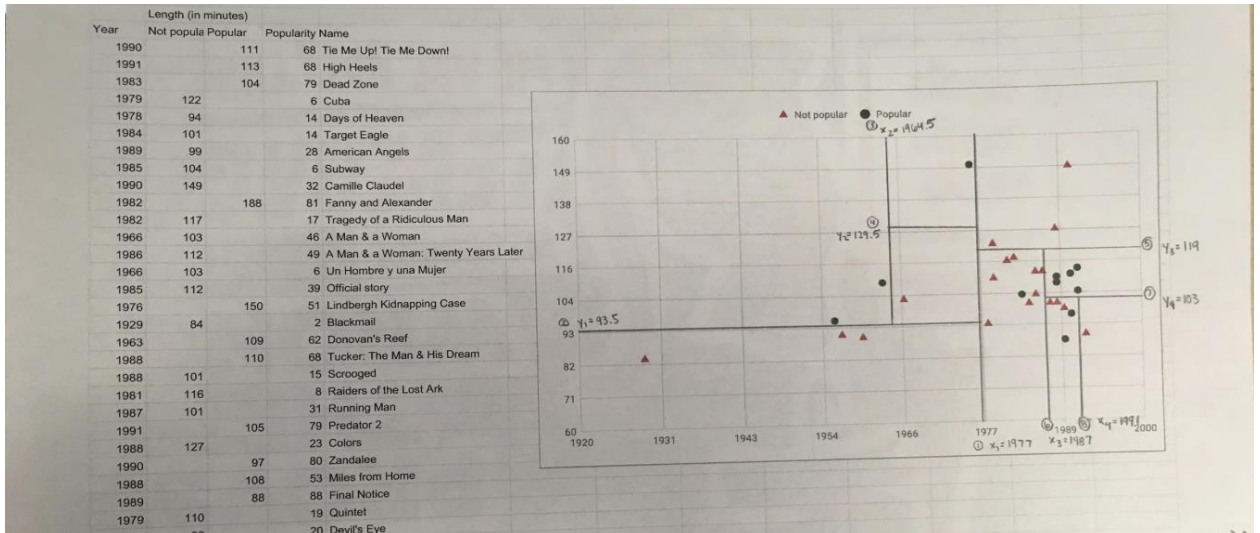 Length (in minutes)
Year Not popula Popular Popularity Name
1990 111 68 Tie Me Up! Tie Me Down!
1991 113 68 High Heels
1983 104 79 Dead Zone
1979 122 6 Cuba
1978 94 14 Days of Heaven
1984 101 14 Target Eagle
1989 99 28 American Angels
1985 104 6 Subway
1990 149 32 Camille Claudel
1982 188 81 Fanny and Alexander
1982 117 17 Tragedy of a Ridiculous Man
1966 103 46 A Man & a Woman
1986 112 49 A Man & a Woman: Twenty Years Later
1966 103 6 Un Hombre y una Mujer
1985 112 39 Official story
1976 150 51 Lindbergh Kidnapping Case
1929 84 2 Blackmail
1963 109 62 Donovan's Reef
1988 110 68 Tucker: The Man & His Dream
1988 101 15 Scrooged
1981 116 8 Raiders of the Lost Ark
1987 101 31 Running Man
1991 105 79 Predator 2
1988 127 23 Colors
1990 97 80 Zandalee
1988 108 53 Miles from Home
1989 88 88 Final Notice
1979 110 19 Quintet
20 Devil's Eye
Not popular Popular
③ x₂=1964.5
160
149
138
④
127 y₂=129.5
⑤ y₃=119
116
⑦ y₄=103
104
② y₁=93.5
93
82
71
60
1920 1931 1943 1954 1966 1977 1989 2000
① x₁=1977 ⑥ x₃=1987 ⑧ x₄=1991